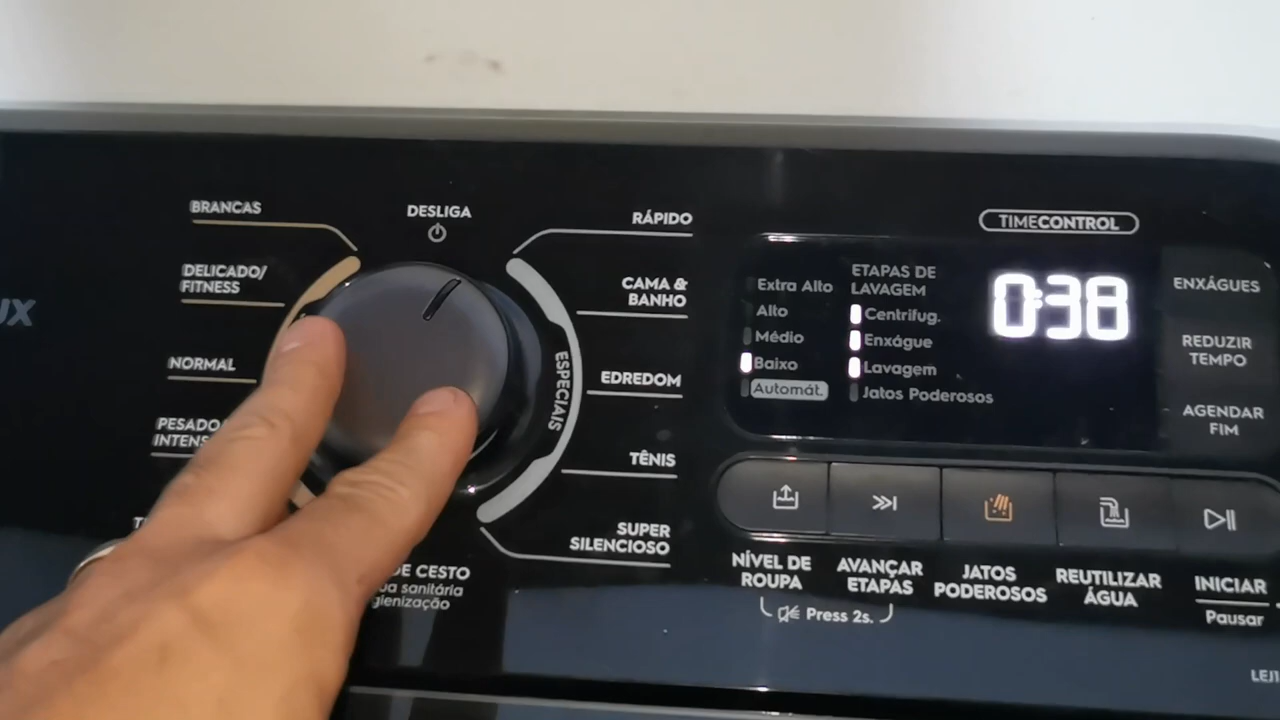 UX
BRANCAS
DELICADO/
FITNESS
NORMAL
PESADO
INTENS
DE CESTO
DESLIGA
RÁPIDO
CAMA &
BANHO
EDREDOM
TÊNIS
SUPER
SILENCIOSO
ESPECIAIS
Extra Alto
Alto
Médio
Baixo
Automát.
ETAPAS DE
LAVAGEM
Centrifug.
Enxágue
Lavagem
Jatos Poderosos
TIMECONTROL
0:38
ENXÁGUES
REDUZIR
TEMPO
AGENDAR
FIM
NÍVEL DE
ROUPA
AVANÇAR
ETAPAS
Press 2s.
JATOS
PODEROSOS
REUTILIZAR
ÁGUA
INICIAR
Pausar